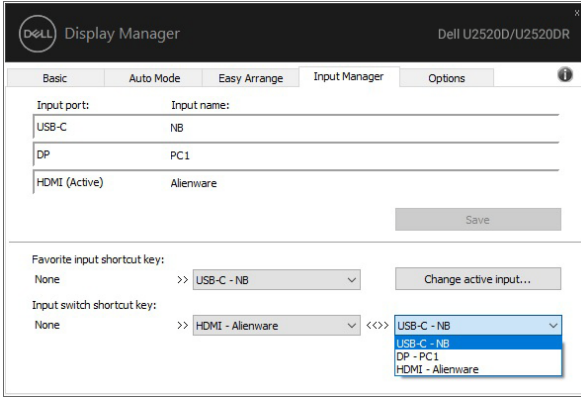 DELL Display Manager Dell U2520D/U2520DR
Basic Auto Mode Easy Arrange Input Manager Options i
Input port: Input name:
USB-C NB
DP PC1
HDMI (Active) Alienware
Save
Favorite input shortcut key:
None >> USB-C - NB Change active input...
Input switch shortcut key:
None >> HDMI - Alienware <<>> USB-C - NB
USB-C - NB
DP - PC1
HDMI - Alienware